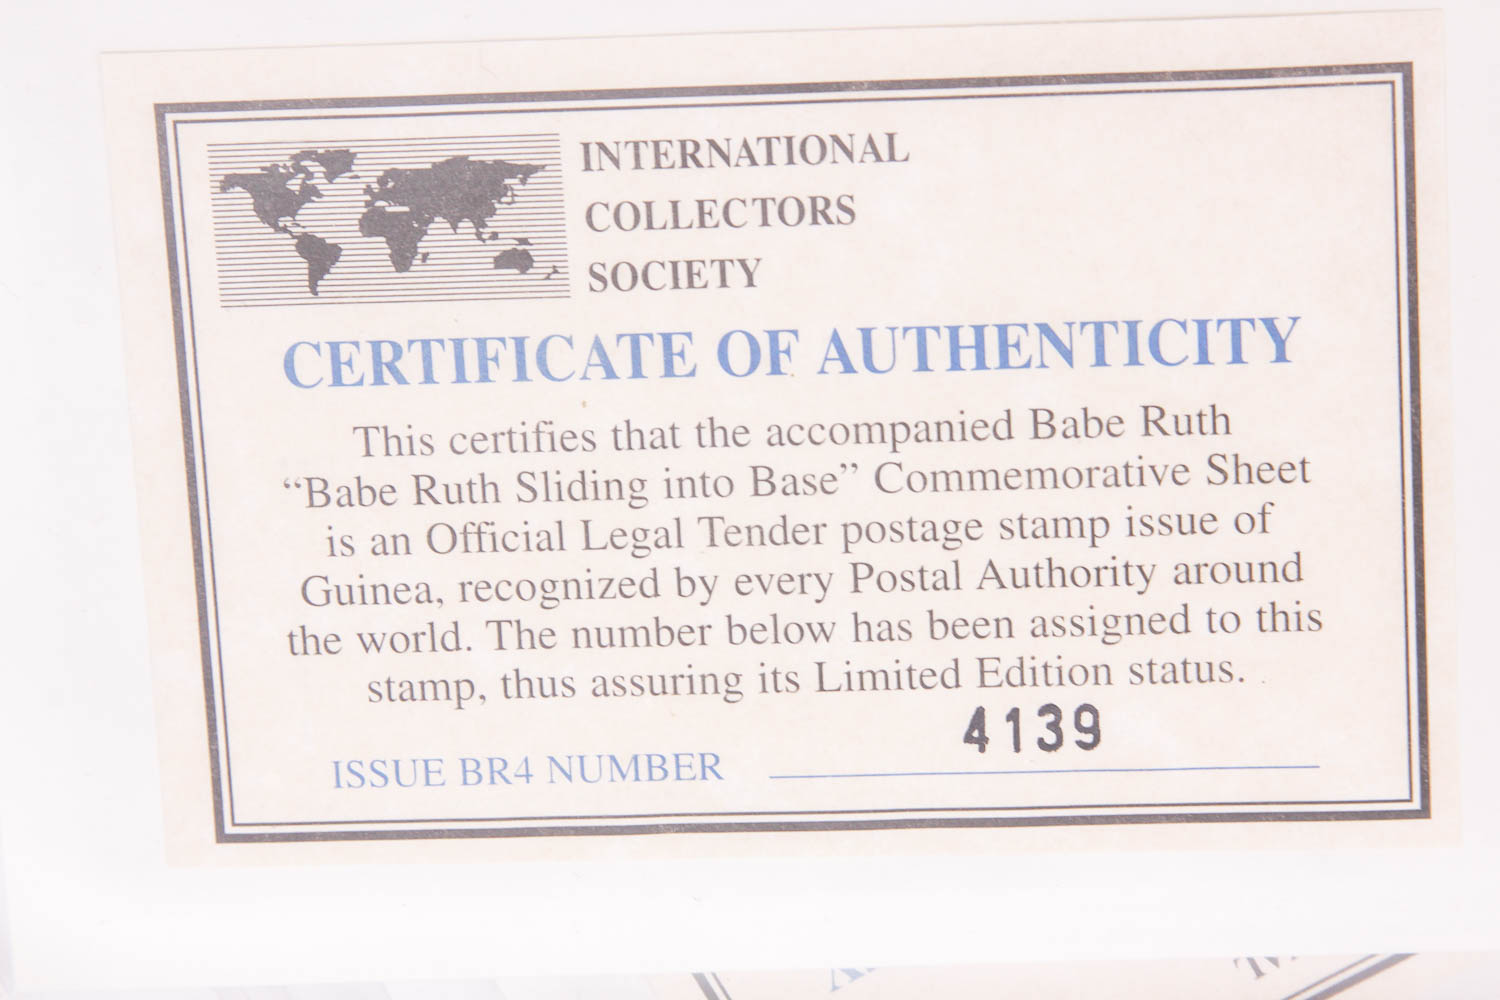 INTERNATIONAL
COLLECTORS
SOCIETY
CERTIFICATE OF AUTHENTICITY
This certifies that the accompanied Babe Ruth
“Babe Ruth Sliding into Base” Commemorative Sheet
is an Official Legal Tender postage stamp issue of
Guinea, recognized by every Postal Authority around
the world. The number below has been assigned to this
stamp, thus assuring its Limited Edition status.
4139
ISSUE BR4 NUMBER